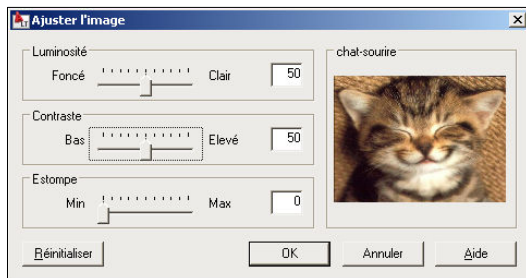 Ajuster l'image
Luminosité
Foncé Clair 50
Contraste
Bas Elevé 50
Estompe
Min Max 0
chat-sourire
Réinitialiser OK Annuler Aide